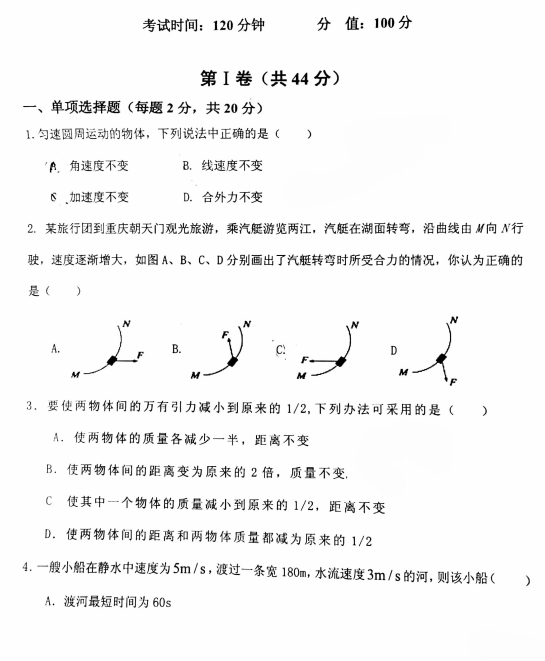 考试时间：120 分钟 分 值：100 分
第 I 卷（共 44 分）
一、单项选择题（每题 2 分，共 20 分）
1.匀速圆周运动的物体，下列说法中正确的是（ ）
A. 角速度不变 B. 线速度不变
C .加速度不变 D. 合外力不变
2. 某旅行团到重庆朝天门观光旅游，乘汽艇游览两江，汽艇在湖面转弯，沿曲线由 M向 N行
驶，速度逐渐增大，如图 A、B、C、D 分别画出了汽艇转弯时所受合力的情况，你认为正确的
是（ ）
A. M F N B. M F N C. M F N D M F N
3. 要使两物体间的万有引力减小到原来的 1/2,下列办法可采用的是（ ）
A. 使两物体的质量各减少一半，距离不变
B. 使两物体间的距离变为原来的 2 倍，质量不变.
C 使其中一个物体的质量减小到原来的 1/2，距离不变
D. 使两物体间的距离和两物体质量都减为原来的 1/2
4.一艘小船在静水中速度为5m/s，渡过一条宽 180m，水流速度3m/s的河，则该小船( )
A. 渡河最短时间为 60s